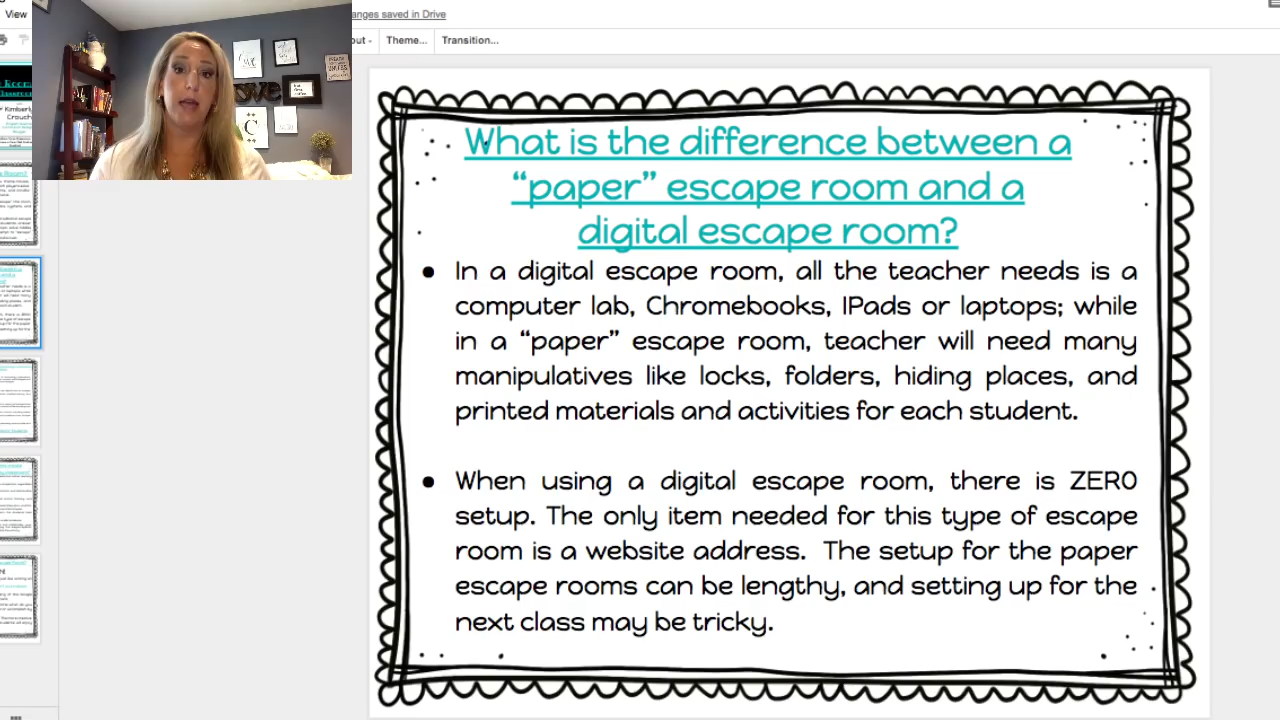 View
anges saved in Drive
out
Theme...
Transition...
Kimberly
Crouch
What is the difference between a
“paper” escape room and a
digital escape room?
● In a digital escape room, all the teacher needs is a
computer lab, Chromebooks, IPads or laptops; while
in a “paper” escape room, teacher will need many
manipulatives like locks, folders, hiding places, and
printed materials and activities for each student.
● When using a digital escape room, there is ZERO
setup. The only item needed for this type of escape
room is a website address. The setup for the paper
escape rooms can be lengthy, and setting up for the
next class may be tricky.